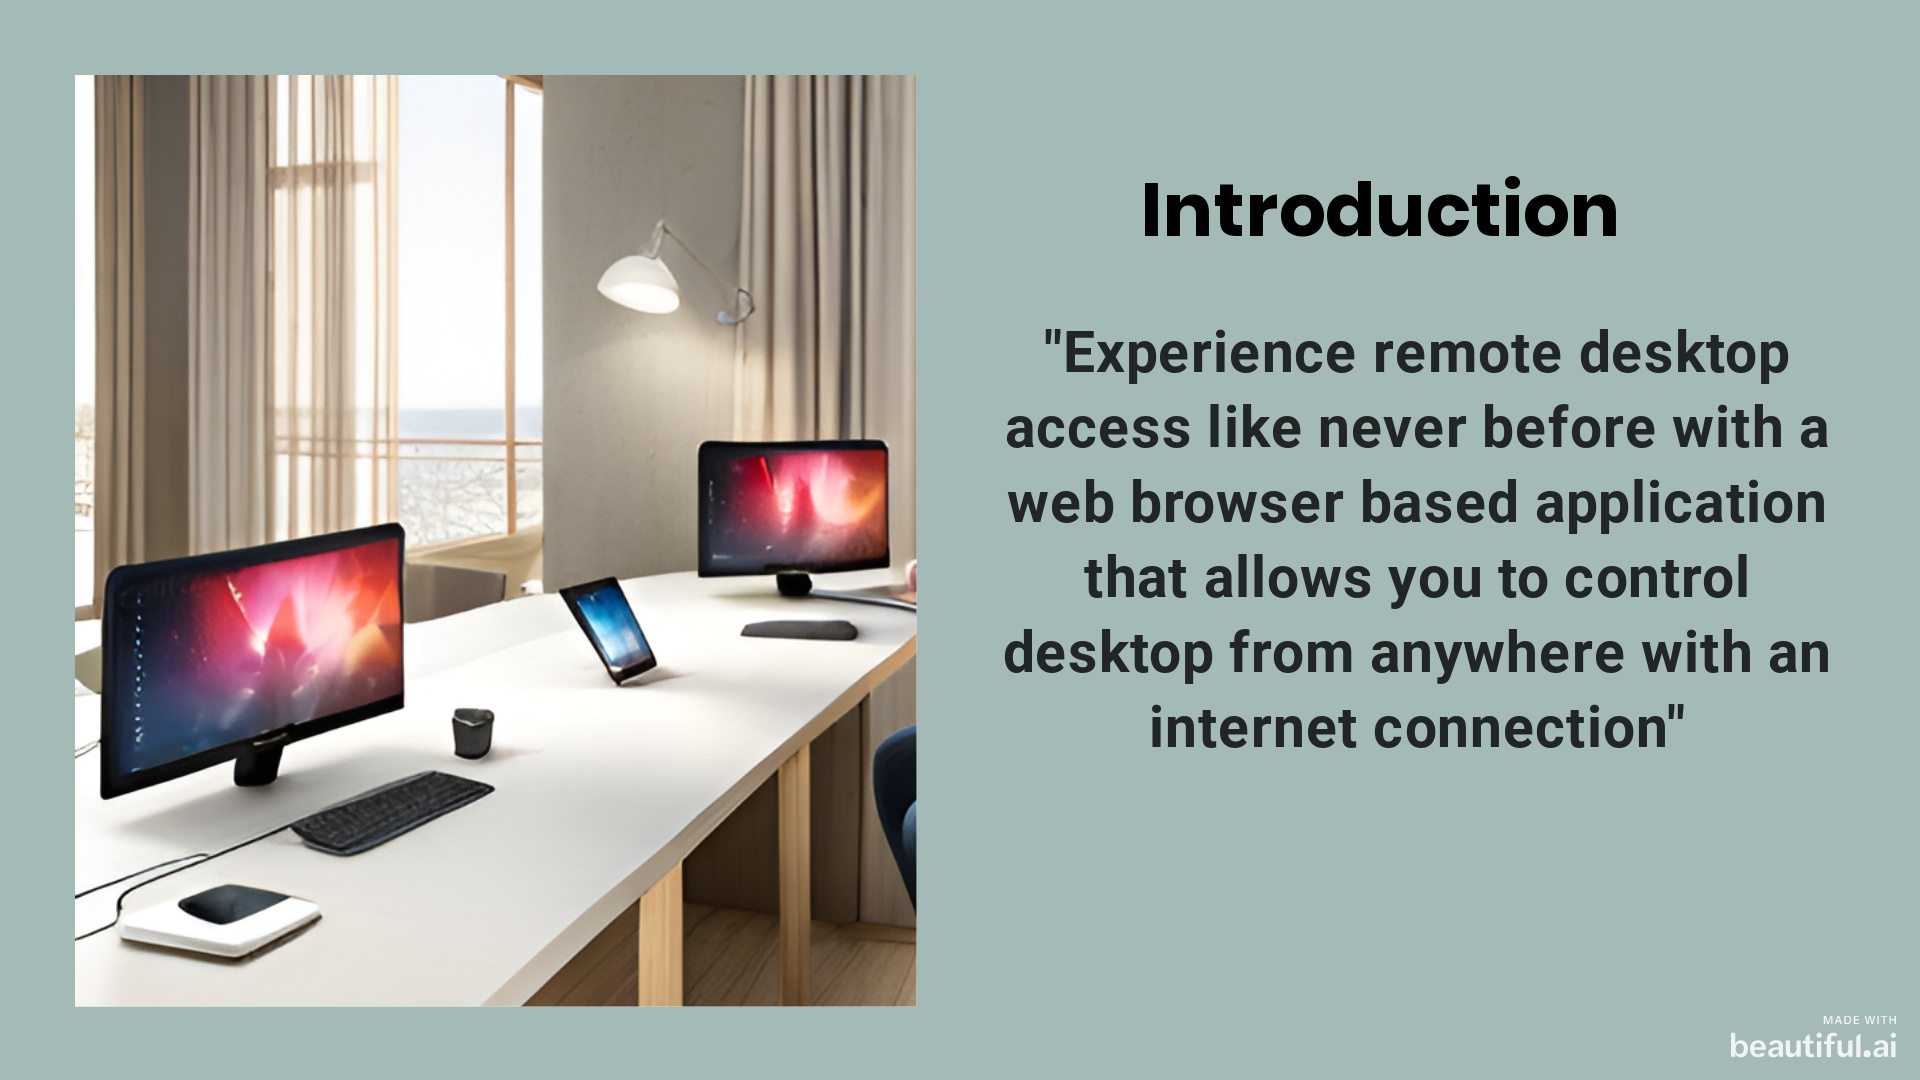 Introduction
"Experience remote desktop
access like never before with a
web browser based application
that allows you to control
desktop from anywhere with an
internet connection"
MADE WITH
beautiful.ai